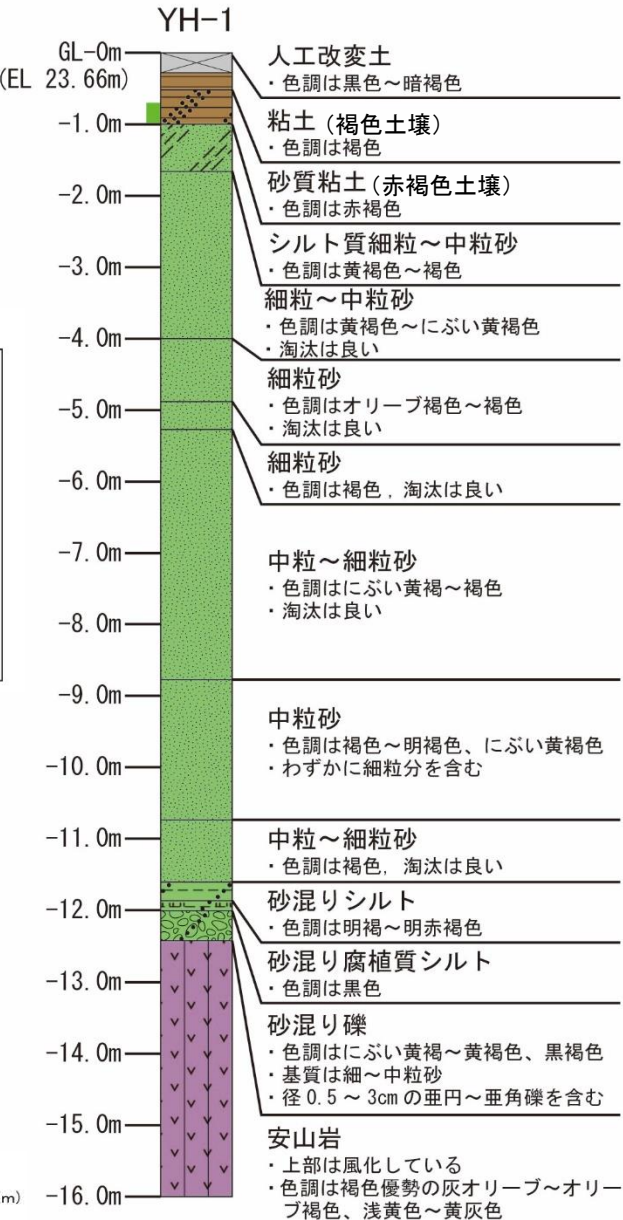 YH-1
GL-0m
(EL 23.66m)
-1.0m
-2.0m
-3.0m
-4.0m
-5.0m
-6.0m
-7.0m
-8.0m
-9.0m
-10.0m
-11.0m
-12.0m
-13.0m
-14.0m
-15.0m
-16.0m
人工改変土
・色調は黒色～暗褐色
粘土(褐色土壌)
・色調は褐色
砂質粘土(赤褐色土壌)
・色調は赤褐色
シルト質細粒～中粒砂
・色調は黄褐色～褐色
細粒～中粒砂
・色調は黄褐色～にぶい黄褐色
・淘汰は良い
細粒砂
・色調はオリーブ褐色～褐色
・淘汰は良い
細粒砂
・色調は褐色，淘汰は良い
中粒～細粒砂
・色調はにぶい黄褐～褐色
・淘汰は良い
中粒砂
・色調は褐色～明褐色、にぶい黄褐色
・わずかに細粒分を含む
中粒～細粒砂
・色調は褐色，淘汰は良い
砂混りシルト
・色調は明褐～明赤褐色
砂混り腐植質シルト
・色調は黒色
砂混り礫
・色調はにぶい黄褐～黄褐色、黒褐色
・基質は細～中粒砂
・径0.5～3cmの亜円～亜角礫を含む
安山岩
・上部は風化している
・色調は褐色優勢の灰オリーブ～オリー
ブ褐色、浅黄色～黄灰色
m)